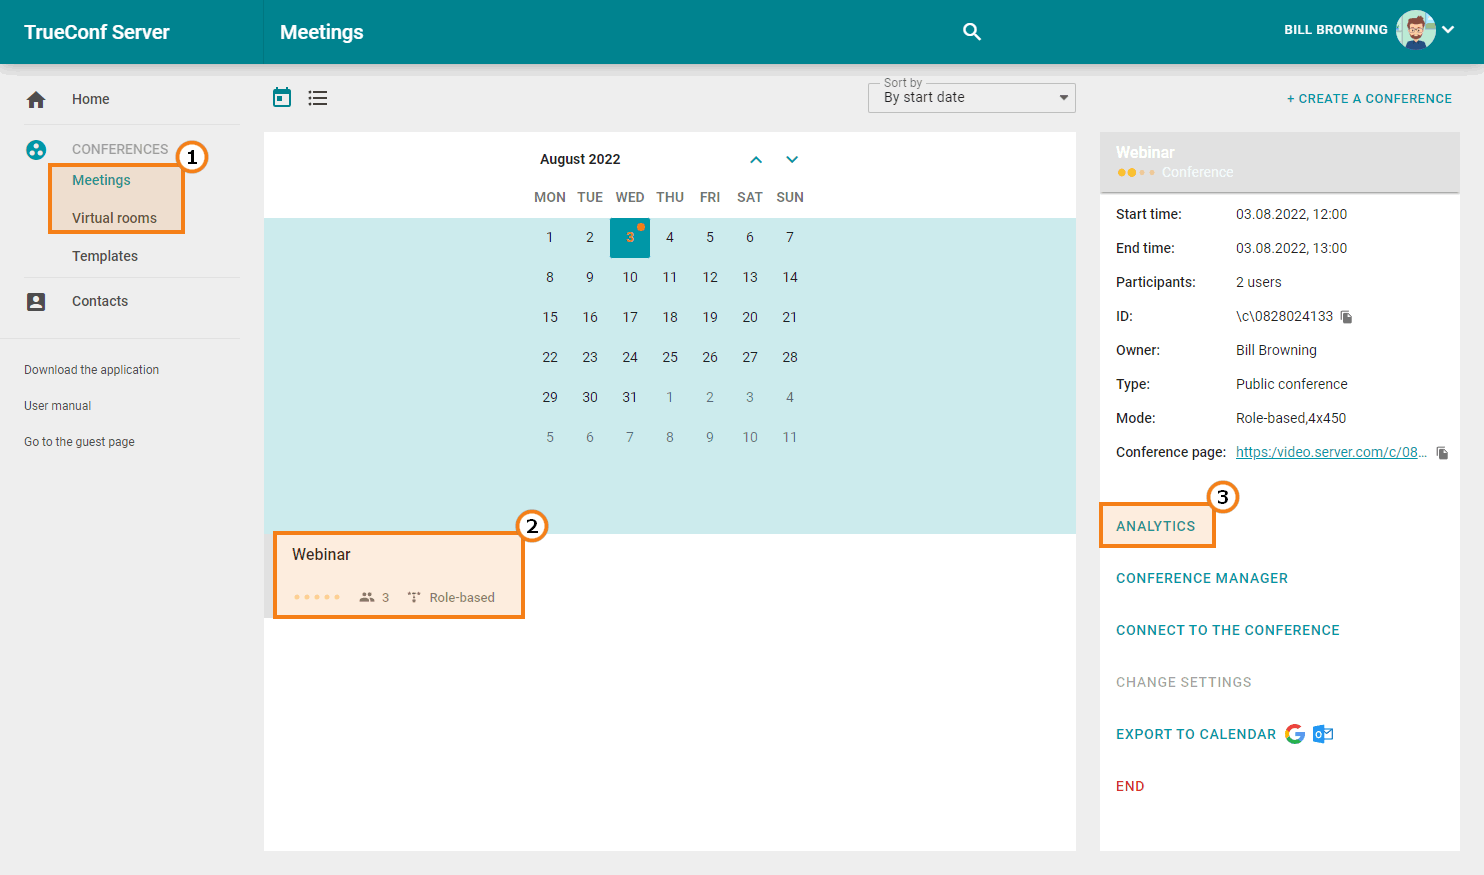 TrueConf Server
Meetings
BILL BROWNING
Home
CONFERENCES
1
Meetings
Virtual rooms
Templates
Contacts
Download the application
User manual
Go to the guest page
Sort by
By start date
+ CREATE A CONFERENCE
August 2022
MON TUE WED THU FRI SAT SUN
1 2 3 4 5 6 7
8 9 10 11 12 13 14
15 16 17 18 19 20 21
22 23 24 25 26 27 28
29 30 31 1 2 3 4
5 6 7 8 9 10 11
2
Webinar
3 Role-based
Webinar
Conference
Start time: 03.08.2022, 12:00
End time: 03.08.2022, 13:00
Participants: 2 users
ID: \c\0828024133
Owner: Bill Browning
Type: Public conference
Mode: Role-based,4x450
Conference page: https:/video.server.com/c/08...
3
ANALYTICS
CONFERENCE MANAGER
CONNECT TO THE CONFERENCE
CHANGE SETTINGS
EXPORT TO CALENDAR
END